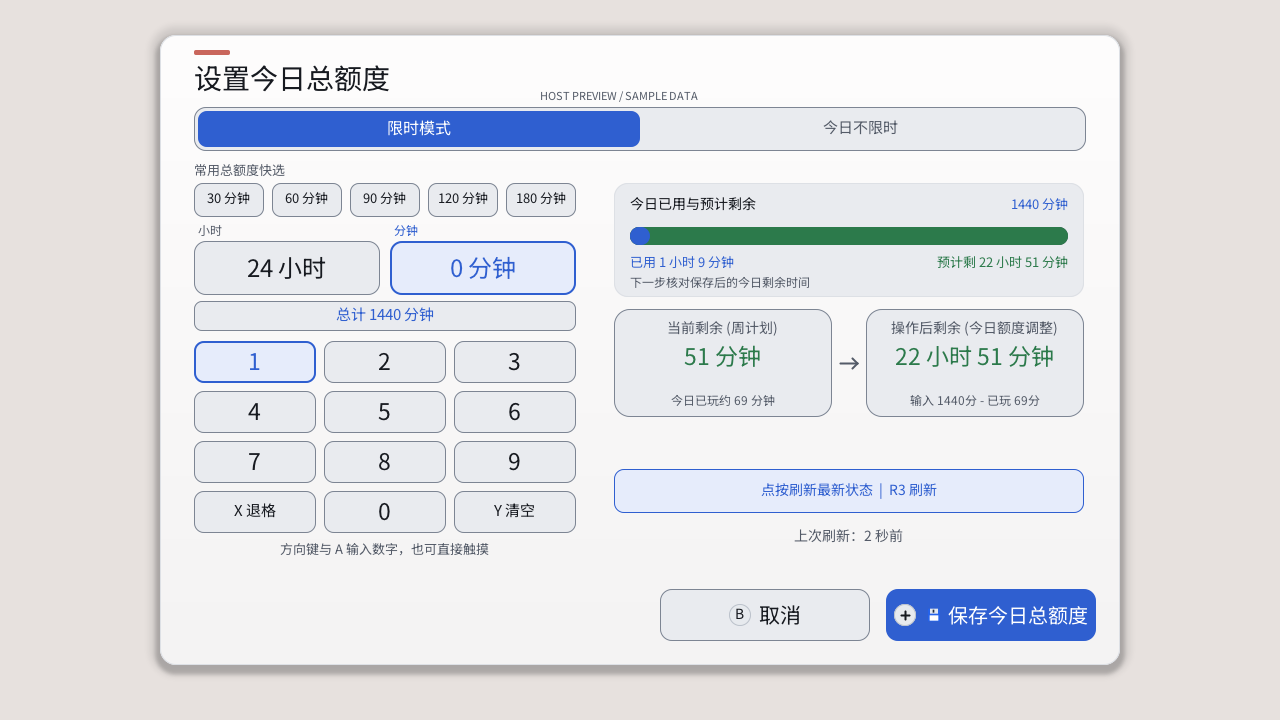 设置今日总额度
HOST PREVIEW / SAMPLE DATA
限时模式
今日不限时
常用总额度快选
30 分钟
60 分钟
90 分钟
120 分钟
180 分钟
小时
分钟
24 小时
0 分钟
总计 1440 分钟
1
2
3
4
5
6
7
8
9
X 退格
0
Y 清空
方向键与 A 输入数字，也可直接触摸
今日已用与预计剩余
1440 分钟
已用 1 小时 9 分钟
预计剩 22 小时 51 分钟
下一步核对保存后的今日剩余时间
当前剩余 (周计划)
51 分钟
今日已玩约 69 分钟
→
操作后剩余 (今日额度调整)
22 小时 51 分钟
输入 1440分 - 已玩 69分
点按刷新最新状态 | R3 刷新
上次刷新：2 秒前
B 取消
+ 保存今日总额度